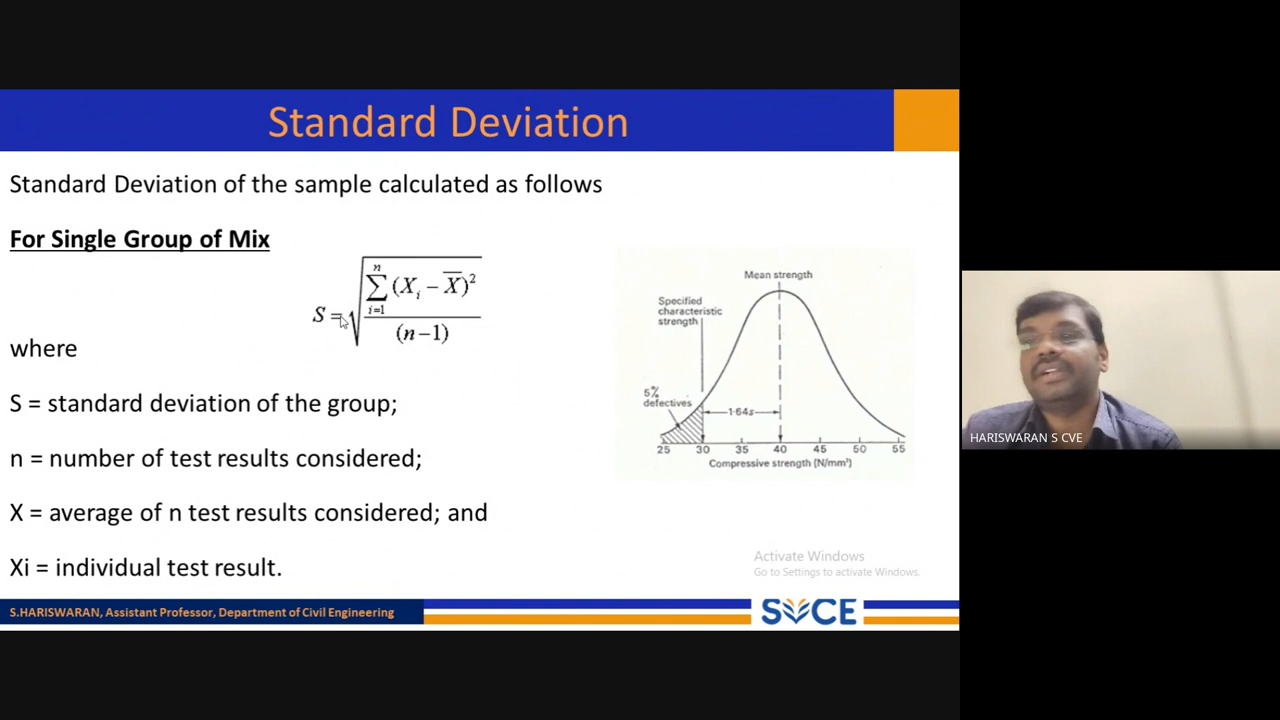 Standard Deviation
Standard Deviation of the sample calculated as follows
For Single Group of Mix
S = √ n ∑ i=1 (Xi − X̅)² / (n−1)
where
S = standard deviation of the group;
n = number of test results considered;
X = average of n test results considered; and
Xi = individual test result.
Mean strength
Specified
characteristic
strength
5%
defectives
1·64s
25 30 35 40 45 50 55
Compressive strength (N/mm²)
HARISWARAN S CVE
Activate Windows
Go to Settings to activate Windows.
S.HARISWARAN, Assistant Professor, Department of Civil Engineering
SVCE